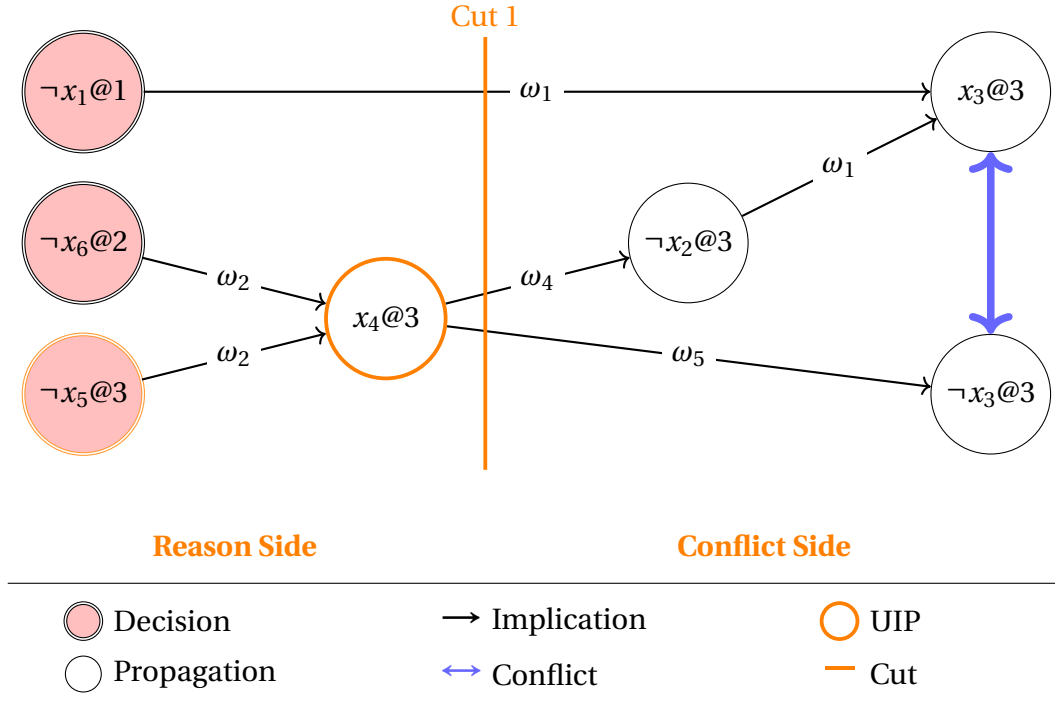 Cut 1
¬x₁@1 ω₁ x₃@3
ω₁
¬x₆@2 ω₂ ω₄ ¬x₂@3
x₄@3
ω₂ ω₅
¬x₅@3 ¬x₃@3
Reason Side Conflict Side
Decision Implication UIP
Propagation Conflict Cut